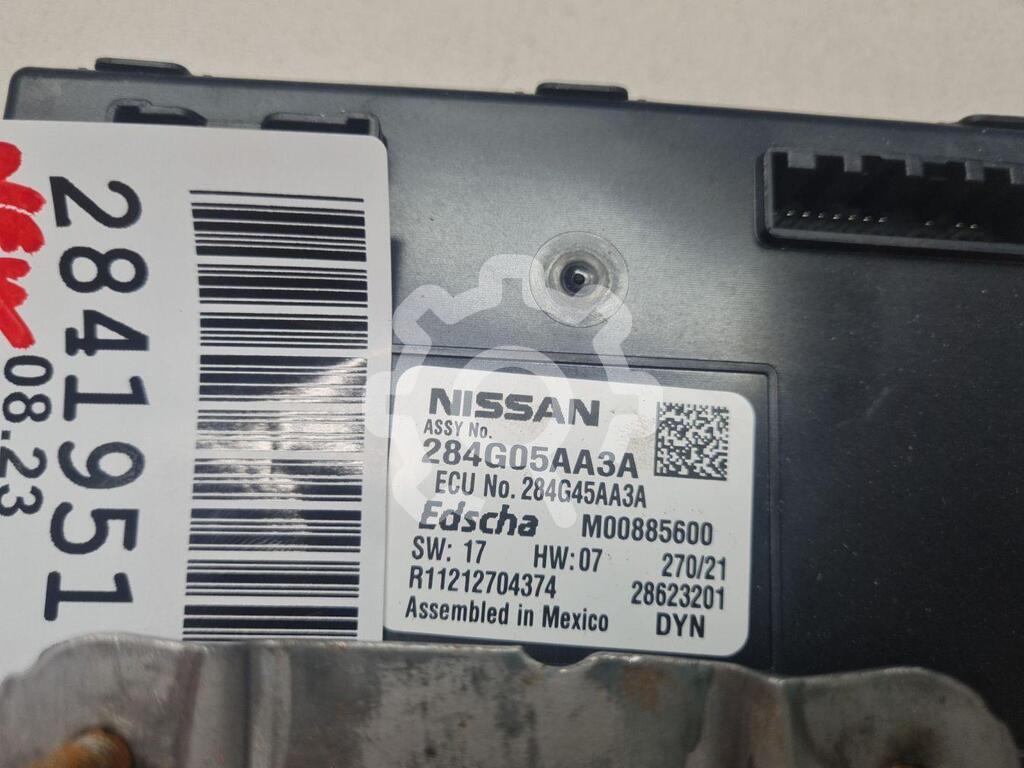 2841951
08.23
NISSAN
ASSY No.
284G05AA3A
ECU No. 284G45AA3A
Edscha M00885600
SW: 17 HW: 07 270/21
R11212704374 28623201
Assembled in Mexico DYN